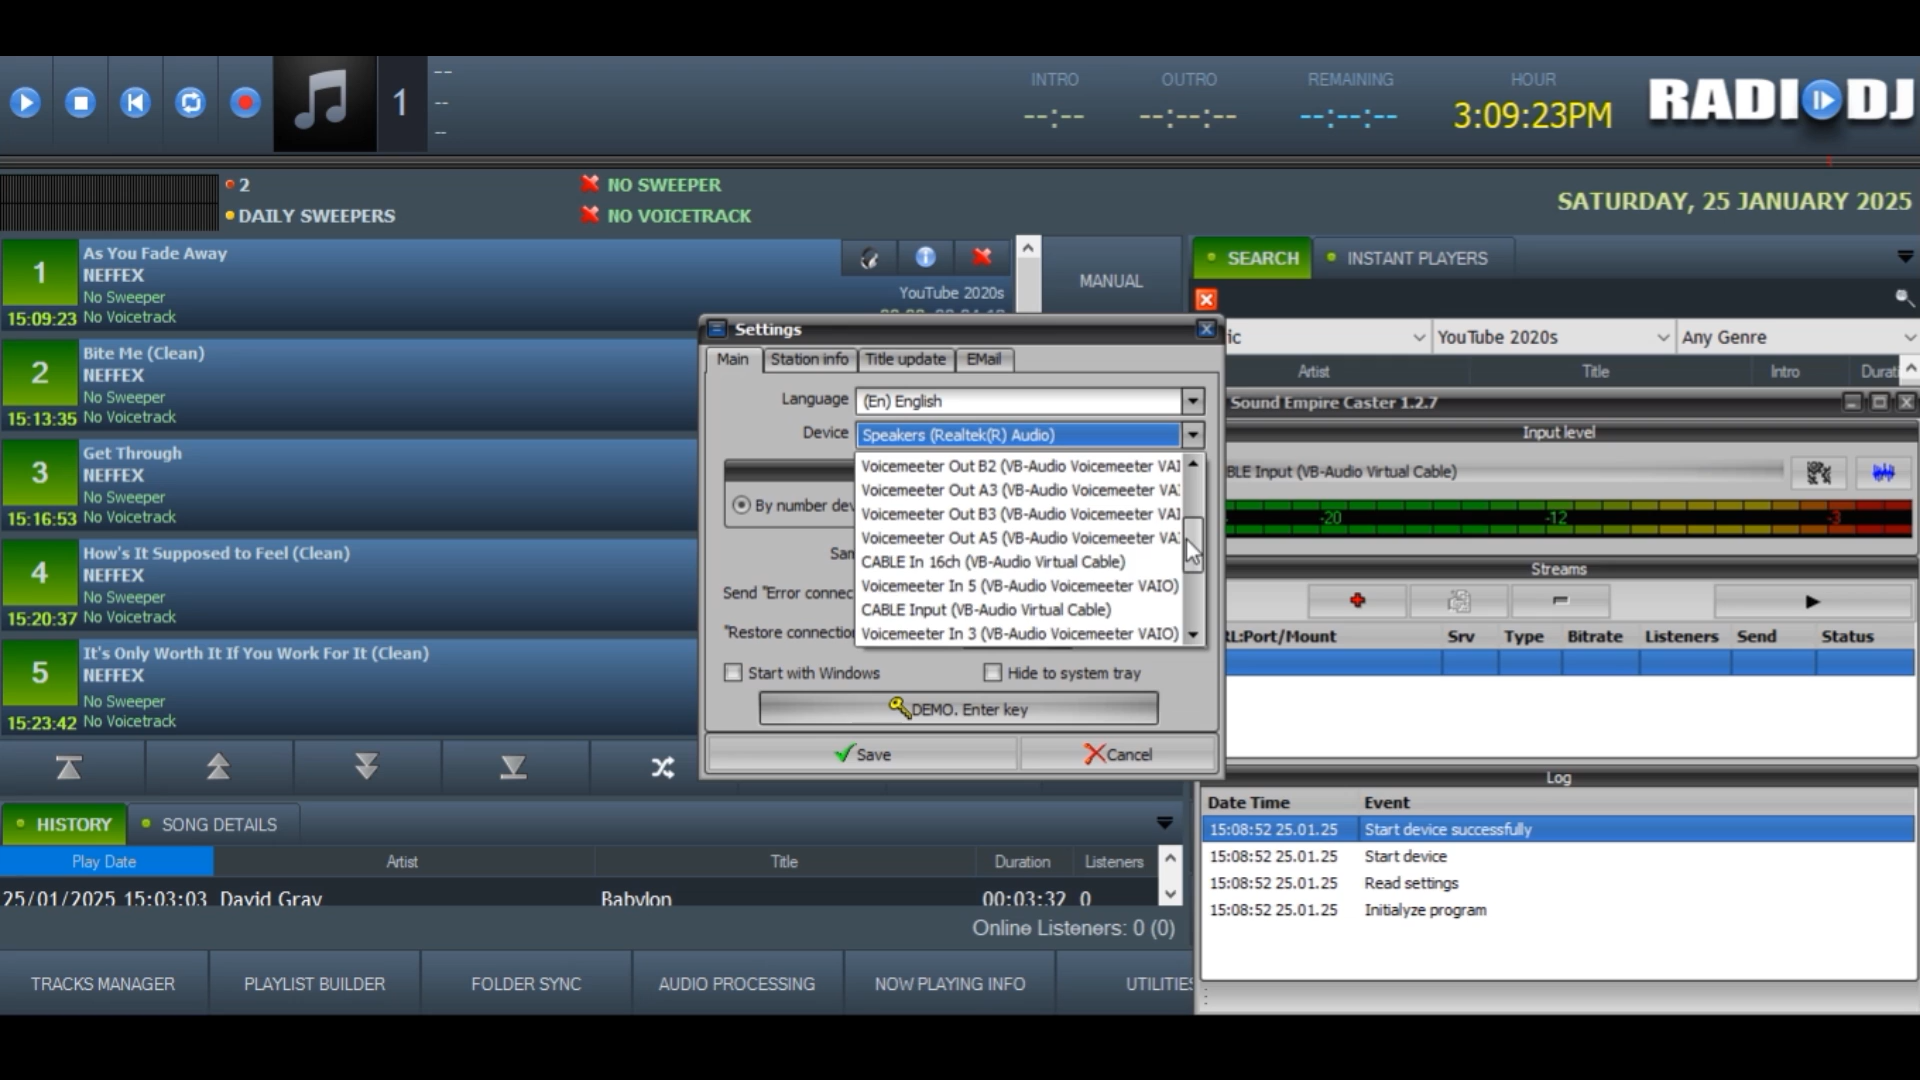 1
--
--
--
INTRO
--:--
OUTRO
--:--:--
REMAINING
--:--:--
HOUR
3:09:23PM
RADIODJ
2
DAILY SWEEPERS
NO SWEEPER
NO VOICETRACK
SATURDAY, 25 JANUARY 2025
1
As You Fade Away
NEFFEX
No Sweeper
15:09:23 No Voicetrack
YouTube 2020s
2
Bite Me (Clean)
NEFFEX
No Sweeper
15:13:35 No Voicetrack
3
Get Through
NEFFEX
No Sweeper
15:16:53 No Voicetrack
4
How's It Supposed to Feel (Clean)
NEFFEX
No Sweeper
15:20:37 No Voicetrack
5
It's Only Worth It If You Work For It (Clean)
NEFFEX
No Sweeper
15:23:42 No Voicetrack
MANUAL
SEARCH
INSTANT PLAYERS
ic
YouTube 2020s
Any Genre
Artist Title Intro Durati
Settings
Main Station info Title update EMail
Language (En) English
Device Speakers (Realtek(R) Audio)
Voicemeeter Out B2 (VB-Audio Voicemeeter VAI
Voicemeeter Out A3 (VB-Audio Voicemeeter VAI
Voicemeeter Out B3 (VB-Audio Voicemeeter VAI
Voicemeeter Out A5 (VB-Audio Voicemeeter VAI
CABLE In 16ch (VB-Audio Virtual Cable)
Voicemeeter In 5 (VB-Audio Voicemeeter VAIO)
CABLE Input (VB-Audio Virtual Cable)
Voicemeeter In 3 (VB-Audio Voicemeeter VAIO)
By number dev
Sam
Send "Error connec
"Restore connection
Start with Windows
Hide to system tray
DEMO. Enter key
Save
Cancel
Sound Empire Caster 1.2.7
Input level
BLE Input (VB-Audio Virtual Cable)
-20 -12 -3
Streams
RL:Port/Mount Srv Type Bitrate Listeners Send Status
Log
Date Time Event
15:08:52 25.01.25 Start device successfully
15:08:52 25.01.25 Start device
15:08:52 25.01.25 Read settings
15:08:52 25.01.25 Initialyze program
HISTORY
SONG DETAILS
Play Date Artist Title Duration Listeners
25/01/2025 15:03:03 David Gray Babylon 00:03:32 0
Online Listeners: 0 (0)
TRACKS MANAGER
PLAYLIST BUILDER
FOLDER SYNC
AUDIO PROCESSING
NOW PLAYING INFO
UTILITIES